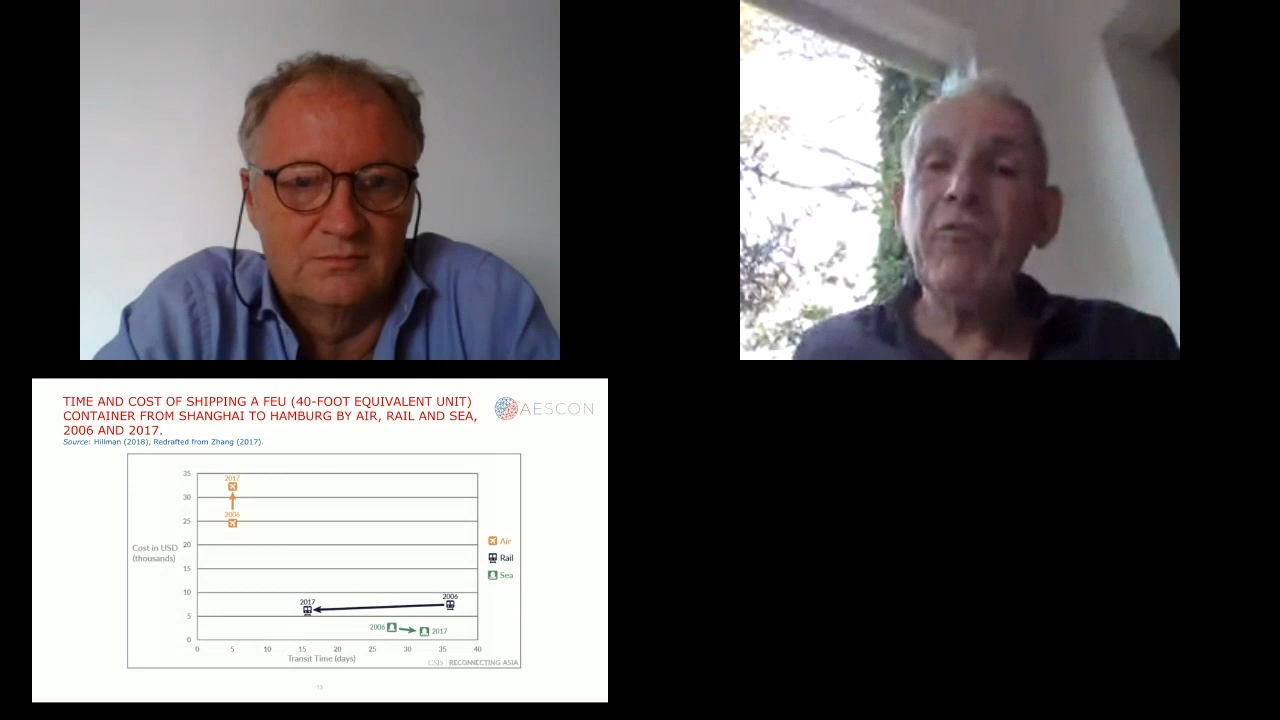 TIME AND COST OF SHIPPING A FEU (40-FOOT EQUIVALENT UNIT)
CONTAINER FROM SHANGHAI TO HAMBURG BY AIR, RAIL AND SEA,
2006 AND 2017.
Source: Hillman (2018), Redrafted from Zhang (2017).
AESCON
35
2017
30
2006
25
Cost in USD
(thousands)
20
15
10
5
0
2017
2006
2006
2017
Air
Rail
Sea
0 5 10 15 20 25 30 35 40
Transit Time (days)
CSIS | RECONNECTING ASIA
13